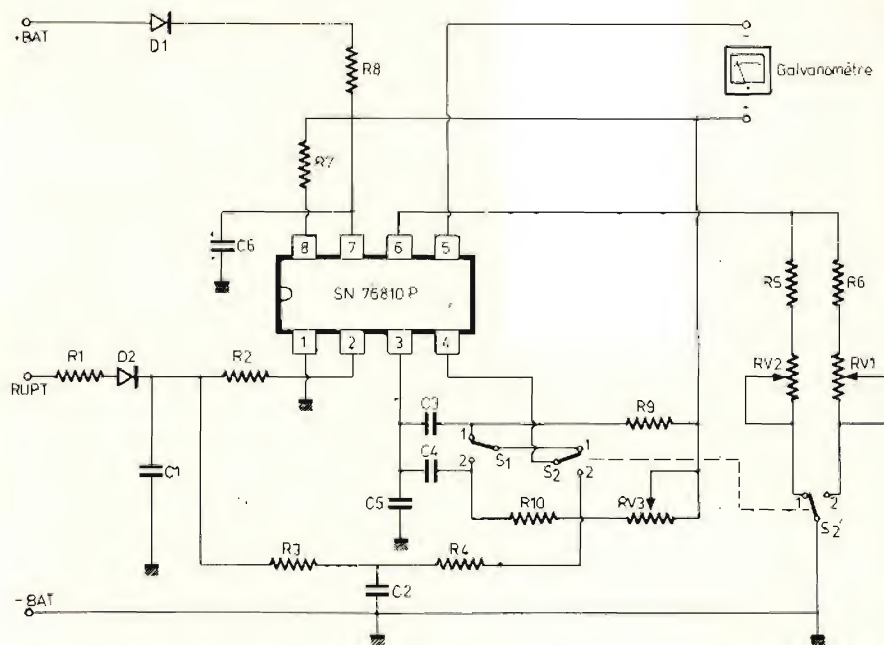 +BAT
D1
R8
Galvanomètre
R7
C6
8 7 6 5
SN 76810 P
1 2 3 4
R5
R6
RV2
RV1
R1
D2
R2
RUPT
C3
R9
1
S1
1
S2
2
C4
2
C1
C5
R10
RV3
1 2
S2'
R3
R4
C2
-BAT